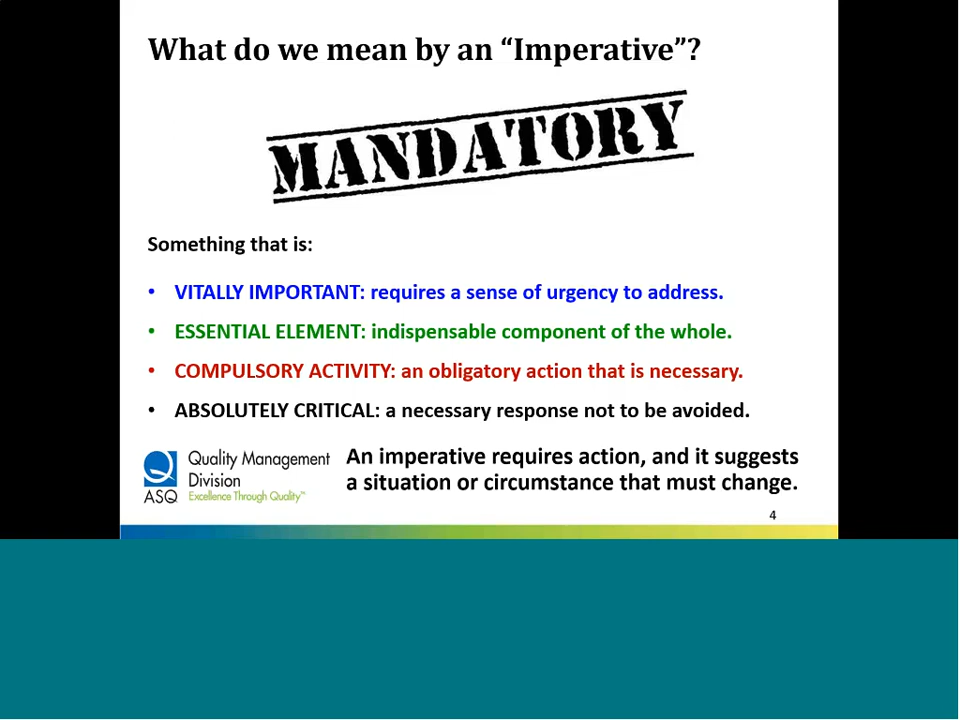 What do we mean by an “Imperative”?
MANDATORY
Something that is:
• VITALLY IMPORTANT: requires a sense of urgency to address.
• ESSENTIAL ELEMENT: indispensable component of the whole.
• COMPULSORY ACTIVITY: an obligatory action that is necessary.
• ABSOLUTELY CRITICAL: a necessary response not to be avoided.
ASQ
Quality Management
Division
Excellence Through Quality™
An imperative requires action, and it suggests
a situation or circumstance that must change.
4